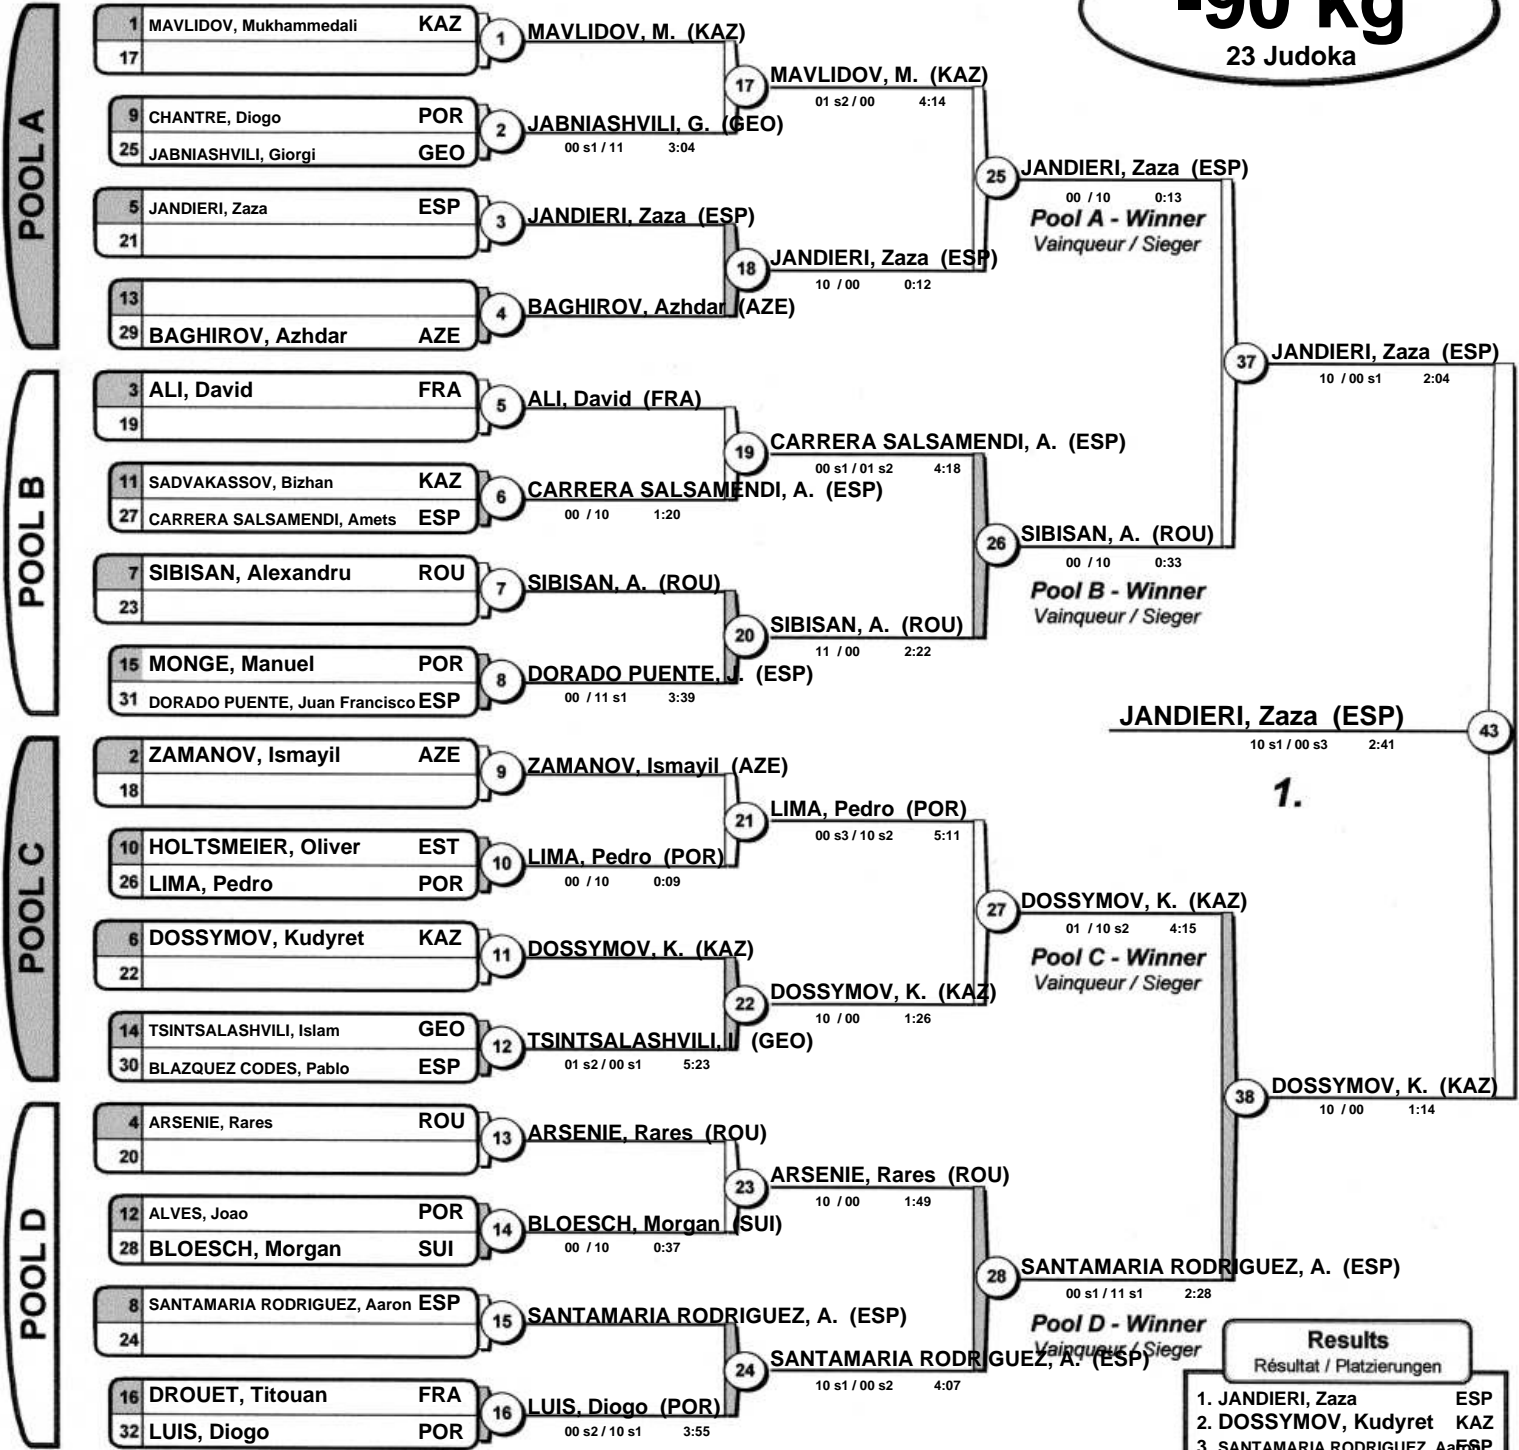 -90 kg
23 Judoka
POOL A
1 MAVLIDOV, Mukhammedali KAZ
17
9 CHANTRE, Diogo POR
25 JABNIASHVILI, Giorgi GEO
5 JANDIERI, Zaza ESP
21
13
29 BAGHIROV, Azhdar AZE
POOL B
3 ALI, David FRA
19
11 SADVAKASSOV, Bizhan KAZ
27 CARRERA SALSAMENDI, Amets ESP
7 SIBISAN, Alexandru ROU
23
15 MONGE, Manuel POR
31 DORADO PUENTE, Juan Francisco ESP
POOL C
2 ZAMANOV, Ismayil AZE
18
10 HOLTSMEIER, Oliver EST
26 LIMA, Pedro POR
6 DOSSYMOV, Kudyret KAZ
22
14 TSINTSALASHVILI, Islam GEO
30 BLAZQUEZ CODES, Pablo ESP
POOL D
4 ARSENIE, Rares ROU
20
12 ALVES, Joao POR
28 BLOESCH, Morgan SUI
8 SANTAMARIA RODRIGUEZ, Aaron ESP
24
16 DROUET, Titouan FRA
32 LUIS, Diogo POR
1 MAVLIDOV, M. (KAZ)
2 JABNIASHVILI, G. (GEO)
00 s1 / 11 3:04
3 JANDIERI, Zaza (ESP)
4 BAGHIROV, Azhdar (AZE)
5 ALI, David (FRA)
6 CARRERA SALSAMENDI, A. (ESP)
00 / 10 1:20
7 SIBISAN, A. (ROU)
8 DORADO PUENTE, J. (ESP)
00 / 11 s1 3:39
9 ZAMANOV, Ismayil (AZE)
10 LIMA, Pedro (POR)
00 / 10 0:09
11 DOSSYMOV, K. (KAZ)
12 TSINTSALASHVILI, I. (GEO)
01 s2 / 00 s1 5:23
13 ARSENIE, Rares (ROU)
14 BLOESCH, Morgan (SUI)
00 / 10 0:37
15 SANTAMARIA RODRIGUEZ, A. (ESP)
16 LUIS, Diogo (POR)
00 s2 / 10 s1 3:55
17 MAVLIDOV, M. (KAZ)
01 s2 / 00 4:14
18 JANDIERI, Zaza (ESP)
10 / 00 0:12
19 CARRERA SALSAMENDI, A. (ESP)
00 s1 / 01 s2 4:18
20 SIBISAN, A. (ROU)
11 / 00 2:22
21 LIMA, Pedro (POR)
00 s3 / 10 s2 5:11
22 DOSSYMOV, K. (KAZ)
10 / 00 1:26
23 ARSENIE, Rares (ROU)
10 / 00 1:49
24 SANTAMARIA RODRIGUEZ, A. (ESP)
10 s1 / 00 s2 4:07
25 JANDIERI, Zaza (ESP)
00 / 10 0:13
Pool A - Winner
Vainqueur / Sieger
26 SIBISAN, A. (ROU)
00 / 10 0:33
Pool B - Winner
Vainqueur / Sieger
27 DOSSYMOV, K. (KAZ)
01 / 10 s2 4:15
Pool C - Winner
Vainqueur / Sieger
28 SANTAMARIA RODRIGUEZ, A. (ESP)
00 s1 / 11 s1 2:28
Pool D - Winner
Vainqueur / Sieger
37 JANDIERI, Zaza (ESP)
10 / 00 s1 2:04
38 DOSSYMOV, K. (KAZ)
10 / 00 1:14
JANDIERI, Zaza (ESP) 43
10 s1 / 00 s3 2:41
1.
Results
Résultat / Platzierungen
1. JANDIERI, Zaza ESP
2. DOSSYMOV, Kudyret KAZ
3. SANTAMARIA RODRIGUEZ, Aaron ESP